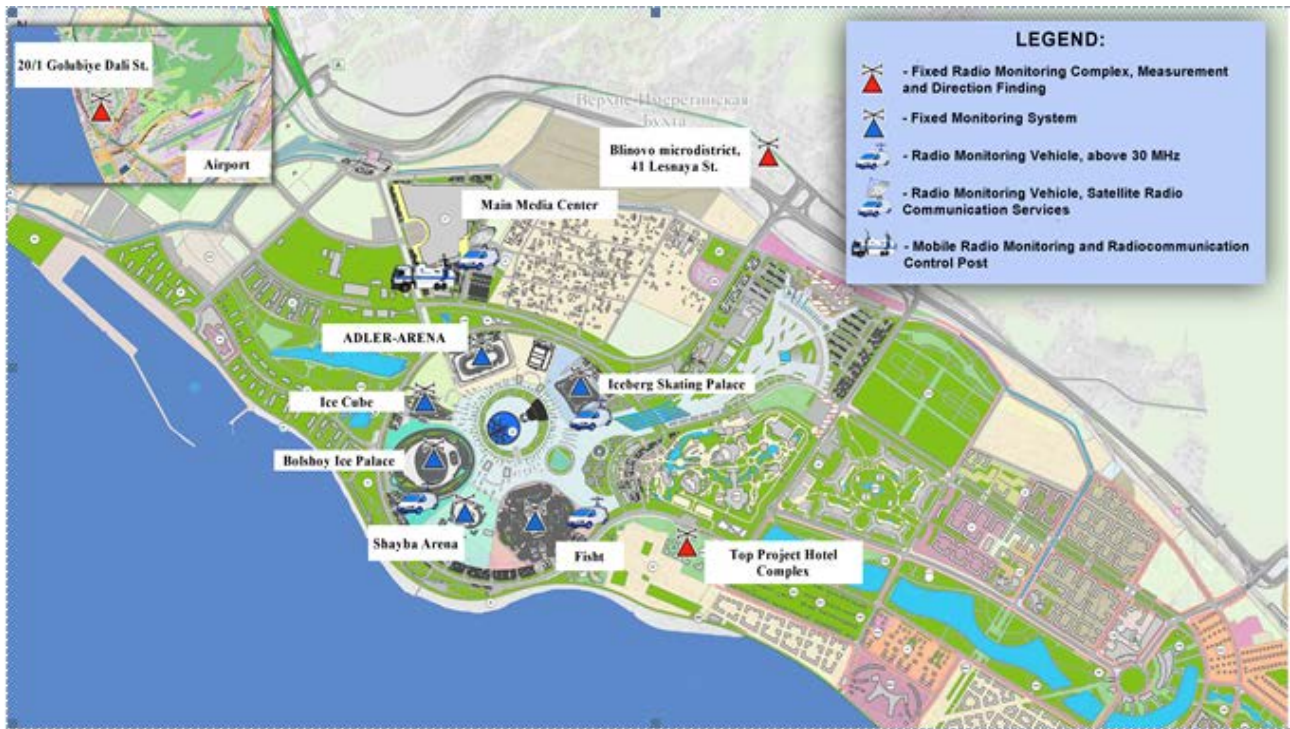 20/1 Golubiye Dali St.
Airport
LEGEND:
- Fixed Radio Monitoring Complex, Measurement
and Direction Finding
- Fixed Monitoring System
- Radio Monitoring Vehicle, above 30 MHz
- Radio Monitoring Vehicle, Satellite Radio
Communication Services
- Mobile Radio Monitoring and Radiocommunication
Control Post
Верхне-Имеретинская
Бухта
Blinovo microdistrict,
41 Lesnaya St.
Main Media Center
ADLER-ARENA
Iceberg Skating Palace
Ice Cube
Bolshoy Ice Palace
Shayba Arena
Fisht
Top Project Hotel
Complex